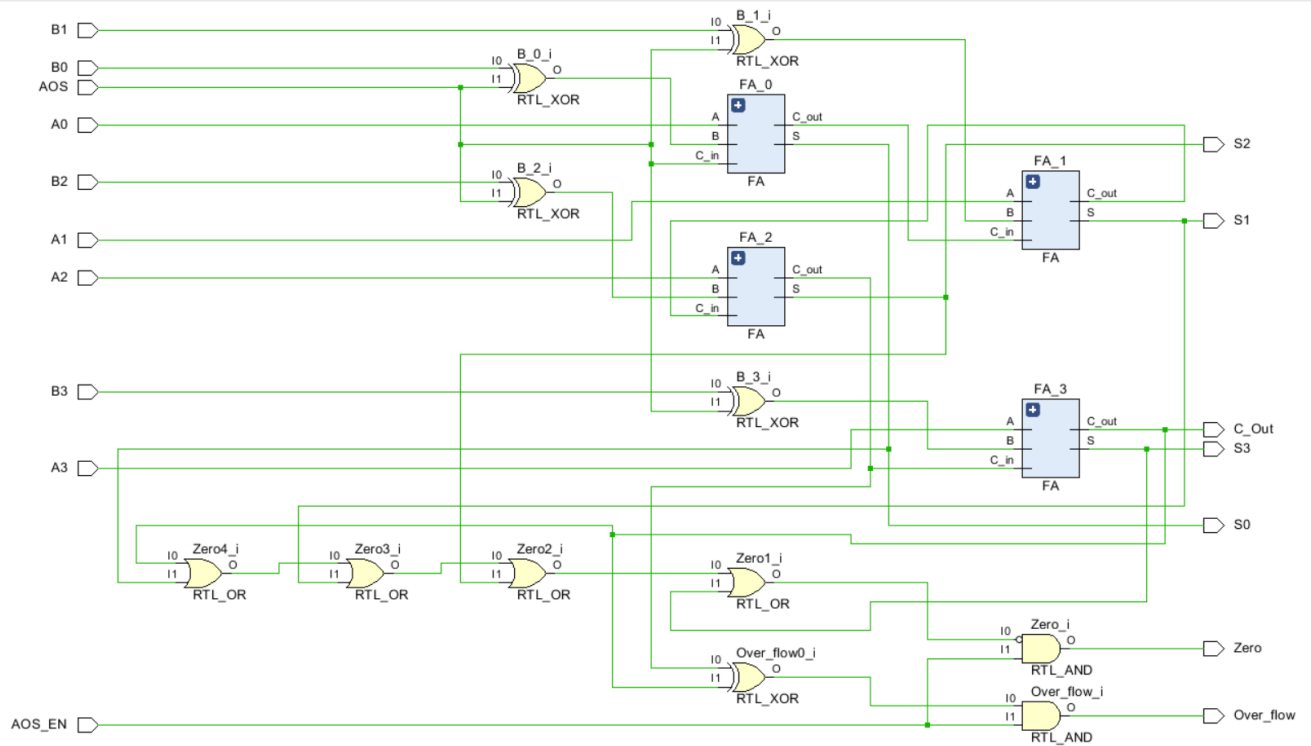 B1
I0
I1
B_1_i
O
RTL_XOR
B0
AOS
I0
I1
B_0_i
O
RTL_XOR
A0
FA_0
A
B
C_in
C_out
S
FA
B2
I0
I1
B_2_i
O
RTL_XOR
S2
FA_1
A
B
C_in
C_out
S
FA
S1
A1
A2
FA_2
A
B
C_in
C_out
S
FA
B3
I0
I1
B_3_i
O
RTL_XOR
FA_3
A
B
C_in
C_out
S
FA
C_Out
S3
A3
S0
Zero4_i
I0
I1
O
RTL_OR
Zero3_i
I0
I1
O
RTL_OR
Zero2_i
I0
I1
O
RTL_OR
Zero1_i
I0
I1
O
RTL_OR
Zero_i
I0
I1
O
RTL_AND
Zero
Over_flow0_i
I0
I1
O
RTL_XOR
Over_flow_i
I0
I1
O
RTL_AND
Over_flow
AOS_EN